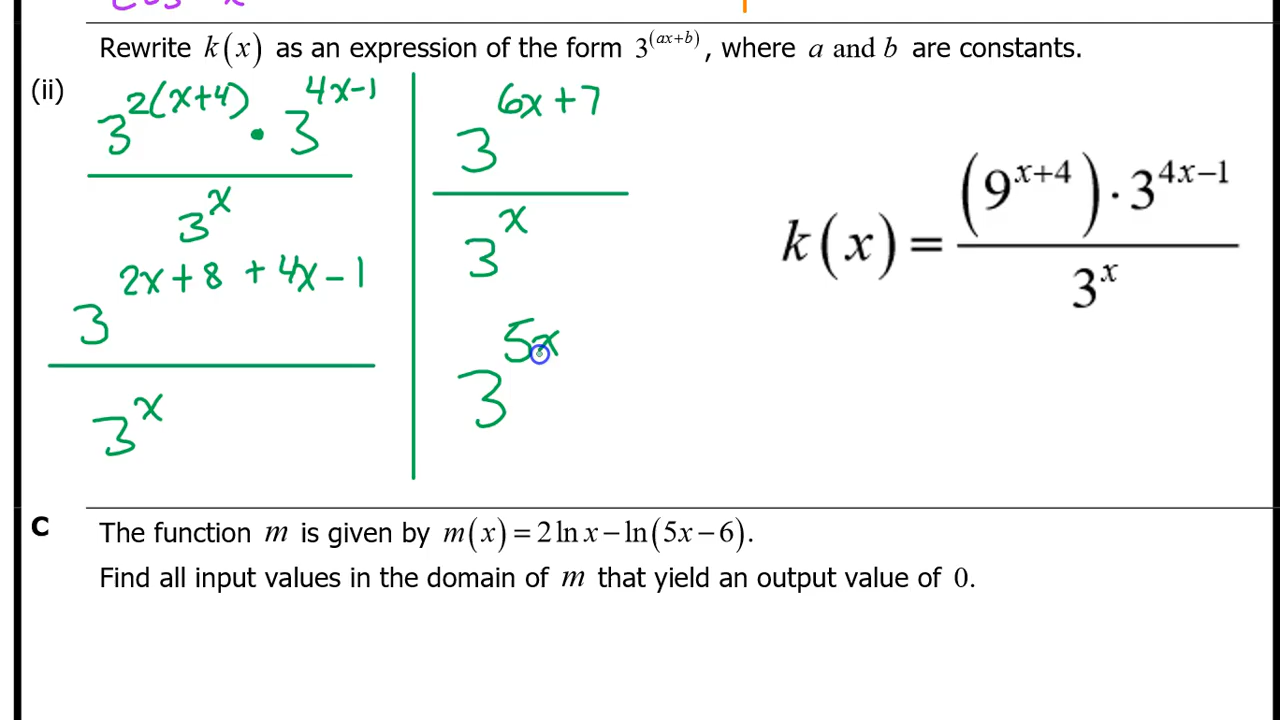 Rewrite k(x) as an expression of the form 3^(ax+b), where a and b are constants.
(ii)
3^2(x+4) · 3^4x−1
3^x
3^2x+8+4x−1
3^x
3^6x+7
3^x
3^5x
k(x) = (9^x+4) · 3^4x−1
3^x
C The function m is given by m(x) = 2 ln x − ln(5x − 6).
Find all input values in the domain of m that yield an output value of 0.